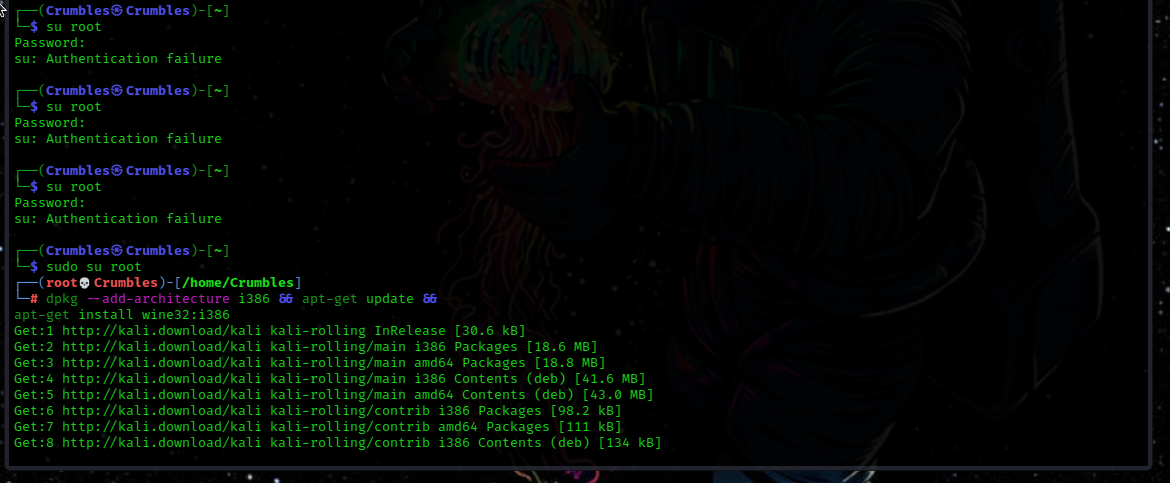 ┌──(Crumbles㉿Crumbles)-[~]
└─$ su root
Password:
su: Authentication failure
┌──(Crumbles㉿Crumbles)-[~]
└─$ su root
Password:
su: Authentication failure
┌──(Crumbles㉿Crumbles)-[~]
└─$ su root
Password:
su: Authentication failure
┌──(Crumbles㉿Crumbles)-[~]
└─$ sudo su root
┌──(root💀Crumbles)-[/home/Crumbles]
└─# dpkg --add-architecture i386 && apt-get update &&
apt-get install wine32:i386
Get:1 http://kali.download/kali kali-rolling InRelease [30.6 kB]
Get:2 http://kali.download/kali kali-rolling/main i386 Packages [18.6 MB]
Get:3 http://kali.download/kali kali-rolling/main amd64 Packages [18.8 MB]
Get:4 http://kali.download/kali kali-rolling/main i386 Contents (deb) [41.6 MB]
Get:5 http://kali.download/kali kali-rolling/main amd64 Contents (deb) [43.0 MB]
Get:6 http://kali.download/kali kali-rolling/contrib i386 Packages [98.2 kB]
Get:7 http://kali.download/kali kali-rolling/contrib amd64 Packages [111 kB]
Get:8 http://kali.download/kali kali-rolling/contrib i386 Contents (deb) [134 kB]